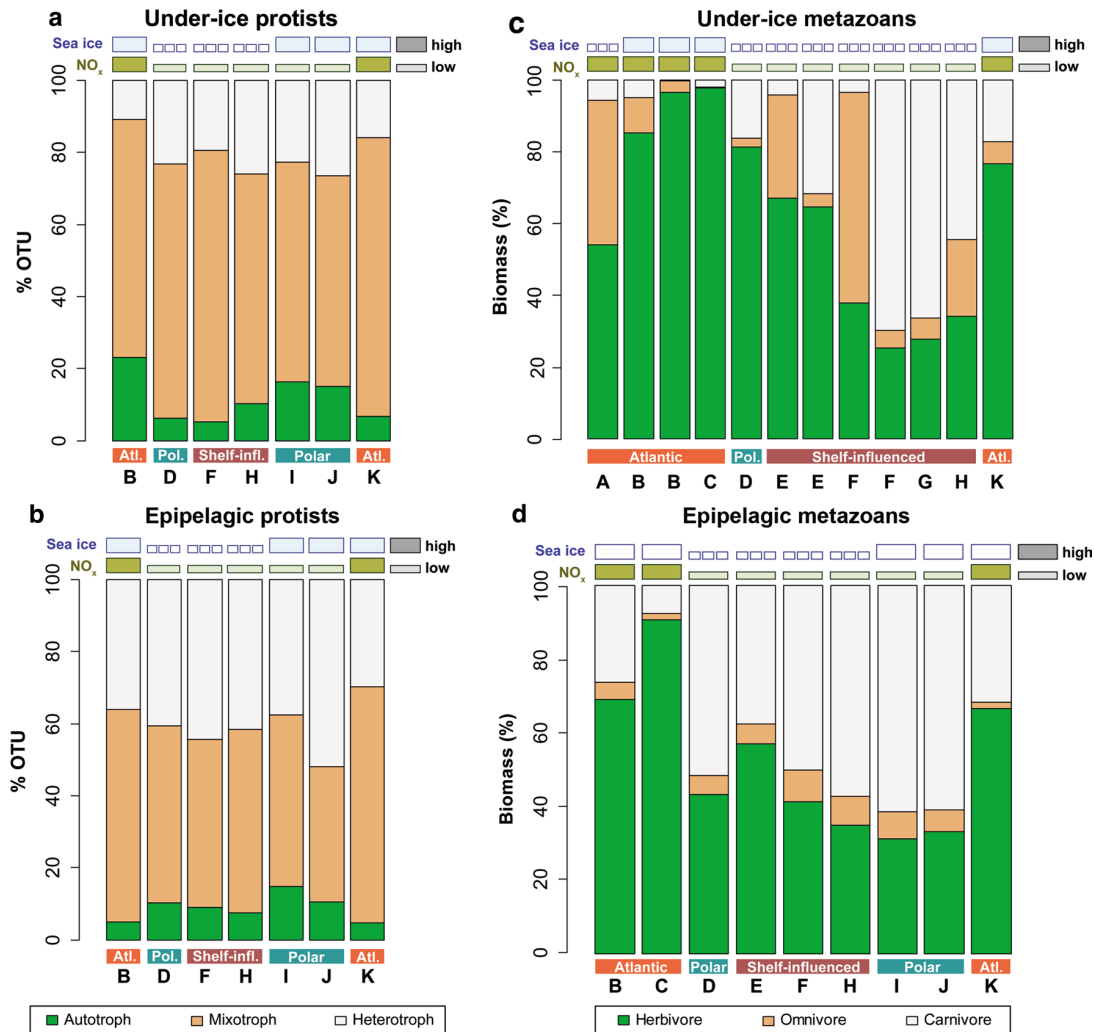 a Under-ice protists
Sea ice high
NOx low
% OTU
100
80
60
40
20
0
Atl. Pol. Shelf-infl. Polar Atl.
B D F H I J K
b Epipelagic protists
Sea ice high
NOx low
% OTU
100
80
60
40
20
0
Atl. Pol. Shelf-infl. Polar Atl.
B D F H I J K
Autotroph Mixotroph Heterotroph
c Under-ice metazoans
Sea ice high
NOx low
Biomass (%)
100
80
60
40
20
0
Atlantic Pol. Shelf-influenced Atl.
A B B C D E E F F G H K
d Epipelagic metazoans
Sea ice high
NOx low
Biomass (%)
100
80
60
40
20
0
Atlantic Polar Shelf-influenced Polar Atl.
B C D E F H I J K
Herbivore Omnivore Carnivore